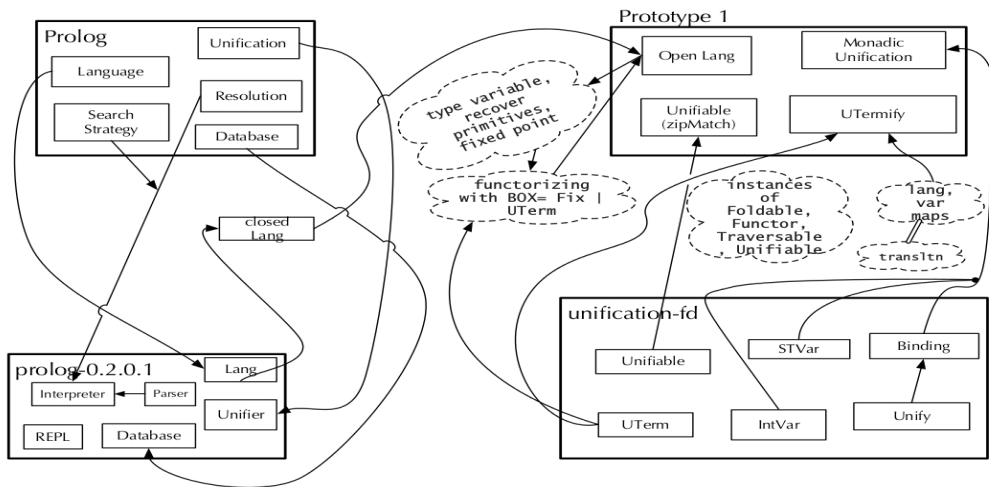 Prolog
Unification
Language
Resolution
Search
Strategy
Database
closed
Lang
prolog-0.2.0.1
Lang
Interpreter
Parser
Unifier
REPL
Database
type variable,
recover
primitives,
fixed point
functorizing
with BOX= Fix |
UTerm
Prototype 1
Open Lang
Monadic
Unification
Unifiable
(zipMatch)
UTermify
instances
of
Foldable,
Functor,
Traversable
, Unifiable
lang,
var
maps
transltn
unification-fd
Unifiable
STVar
Binding
UTerm
IntVar
Unify